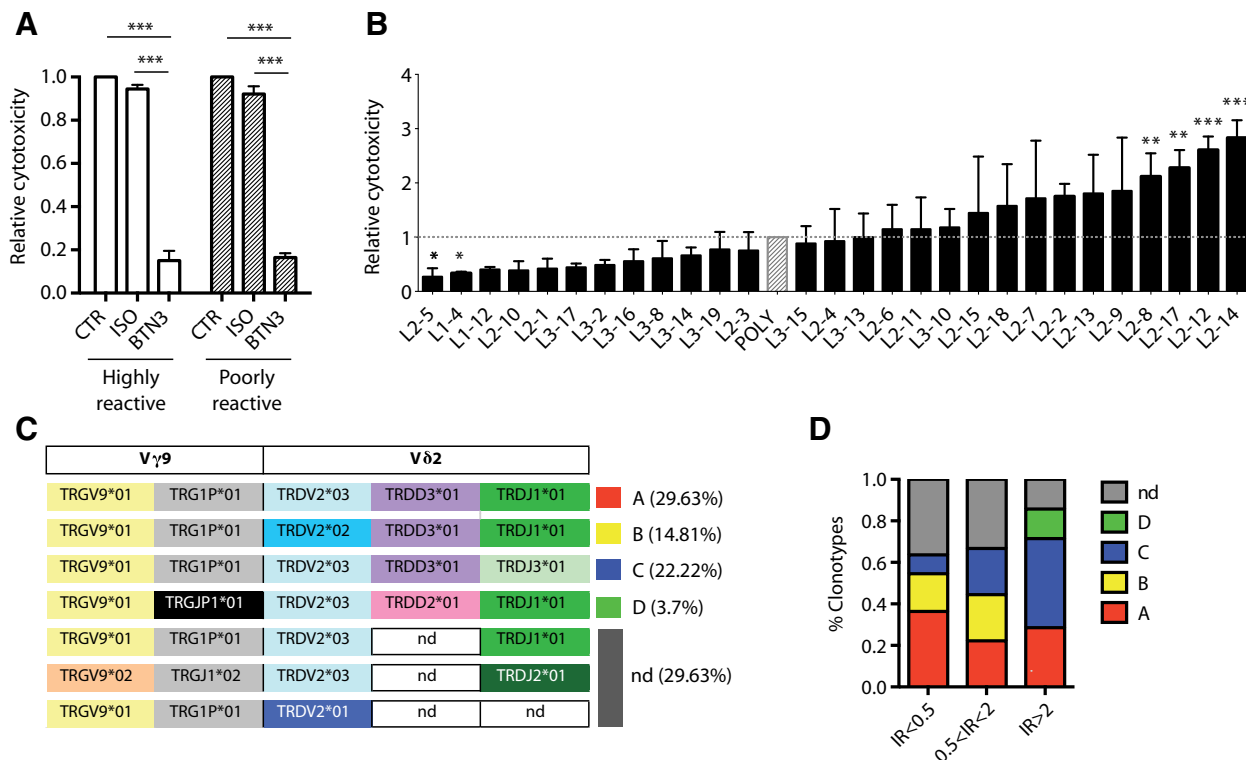 A
*** ***
*** ***
Relative cytotoxicity
1.0
0.8
0.6
0.4
0.2
0.0
CTR ISO BTN3 CTR ISO BTN3
Highly reactive
Poorly reactive
B
Relative cytotoxicity
4
3
2
1
0
* * ** ** *** ***
L2-5 L1-4 L1-12 L2-10 L2-1 L3-17 L3-2 L3-16 L3-8 L3-14 L3-19 L2-3 POLY L3-15 L2-4 L3-13 L2-6 L2-11 L3-10 L2-15 L2-18 L2-7 L2-2 L2-13 L2-9 L2-8 L2-17 L2-12 L2-14
C
Vγ9 Vδ2
TRGV9*01 TRG1P*01 TRDV2*03 TRDD3*01 TRDJ1*01 A (29.63%)
TRGV9*01 TRG1P*01 TRDV2*02 TRDD3*01 TRDJ1*01 B (14.81%)
TRGV9*01 TRG1P*01 TRDV2*03 TRDD3*01 TRDJ3*01 C (22.22%)
TRGV9*01 TRGJP1*01 TRDV2*03 TRDD2*01 TRDJ1*01 D (3.7%)
TRGV9*01 TRG1P*01 TRDV2*03 nd TRDJ1*01
TRGV9*02 TRGJ1*02 TRDV2*03 nd TRDJ2*01 nd (29.63%)
TRGV9*01 TRG1P*01 TRDV2*01 nd nd
D
% Clonotypes
1.0
0.8
0.6
0.4
0.2
0.0
IR<0.5 0.5<IR<2 IR>2
nd
D
C
B
A